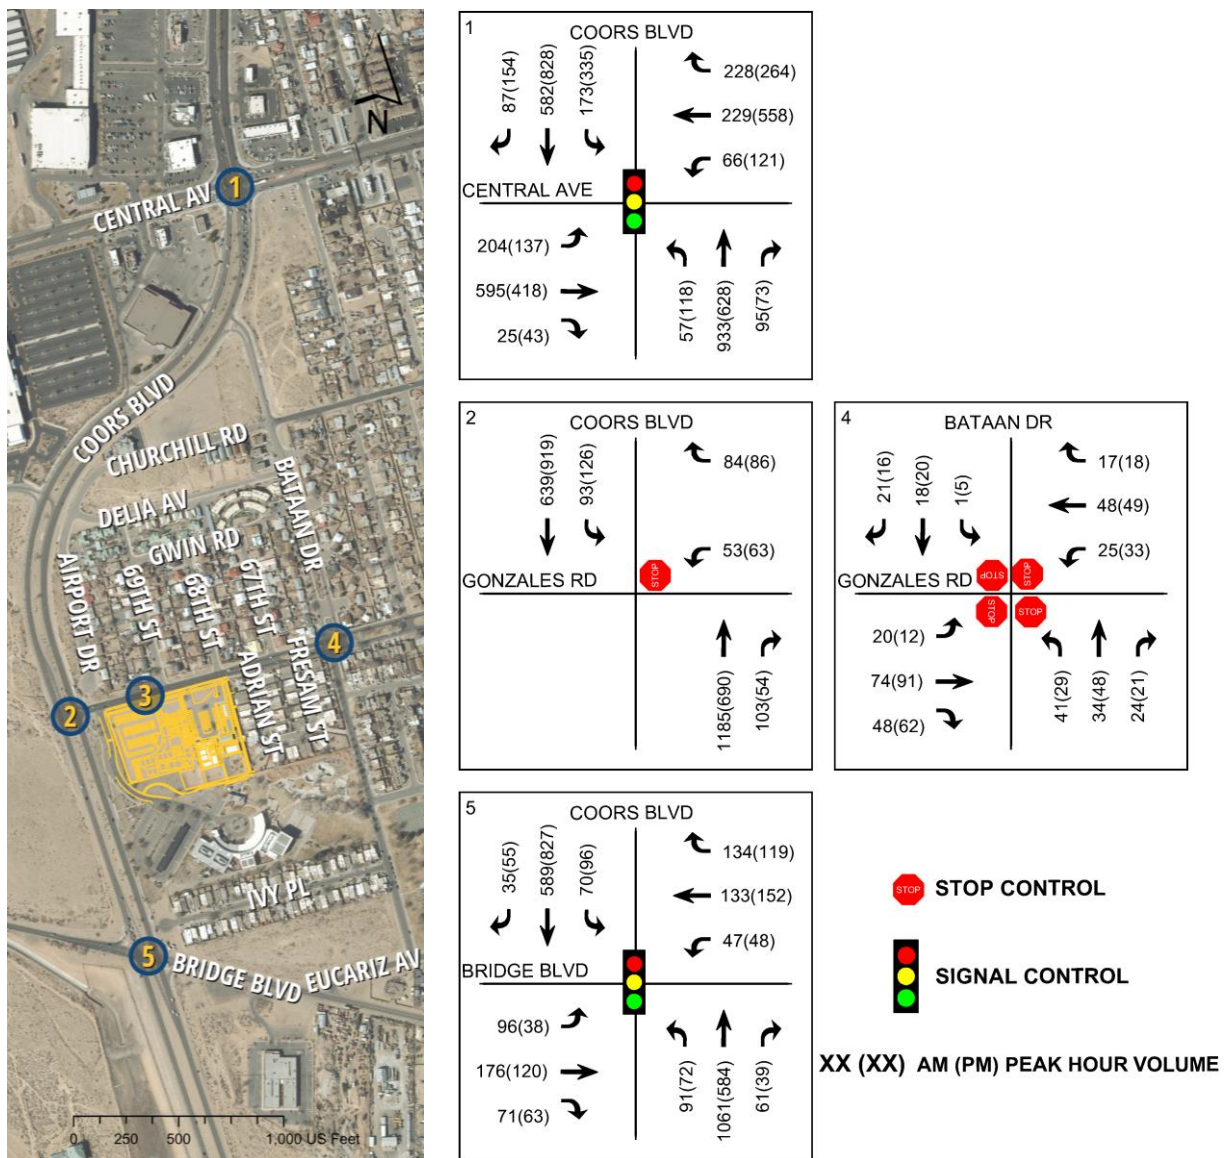 N
1
CENTRAL AV
COORS BLVD
CHURCHILL RD
DELIA AV
GWIN RD
BATAAN DR
AIRPORT DR
69TH ST
68TH ST
67TH ST
ADRIAN ST
FRESAM ST
4
3
2
IVY PL
5
BRIDGE BLVD
EUCARIZ AV
0 250 500 1,000 US Feet
1
COORS BLVD
87(154)
582(828)
173(335)
228(264)
229(558)
66(121)
CENTRAL AVE
204(137)
595(418)
25(43)
57(118)
933(628)
95(73)
2
COORS BLVD
639(919)
93(126)
84(86)
53(63)
STOP
GONZALES RD
1185(690)
103(54)
4
BATAAN DR
21(16)
18(20)
1(5)
17(18)
48(49)
25(33)
GONZALES RD
STOP
STOP
STOP
STOP
20(12)
74(91)
48(62)
41(29)
34(48)
24(21)
5
COORS BLVD
35(55)
589(827)
70(96)
134(119)
133(152)
47(48)
BRIDGE BLVD
96(38)
176(120)
71(63)
91(72)
1061(584)
61(39)
STOP
STOP CONTROL
SIGNAL CONTROL
XX (XX) AM (PM) PEAK HOUR VOLUME